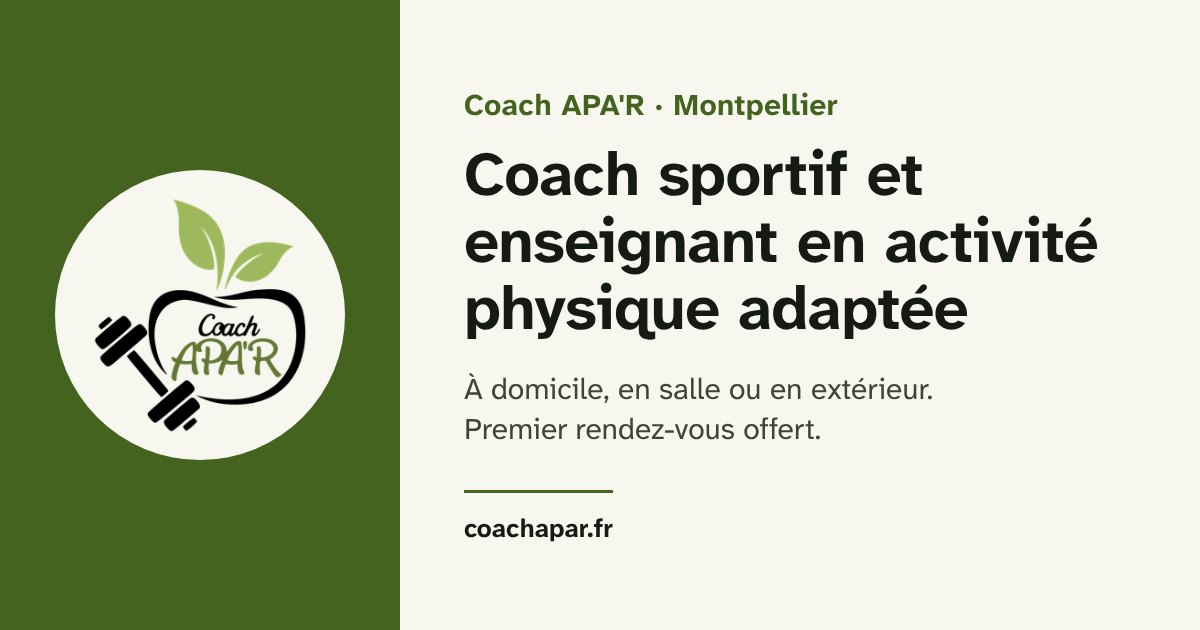 Coach
APA'R
Coach APA'R · Montpellier
Coach sportif et
enseignant en activité
physique adaptée
À domicile, en salle ou en extérieur.
Premier rendez-vous offert.
coachapar.fr